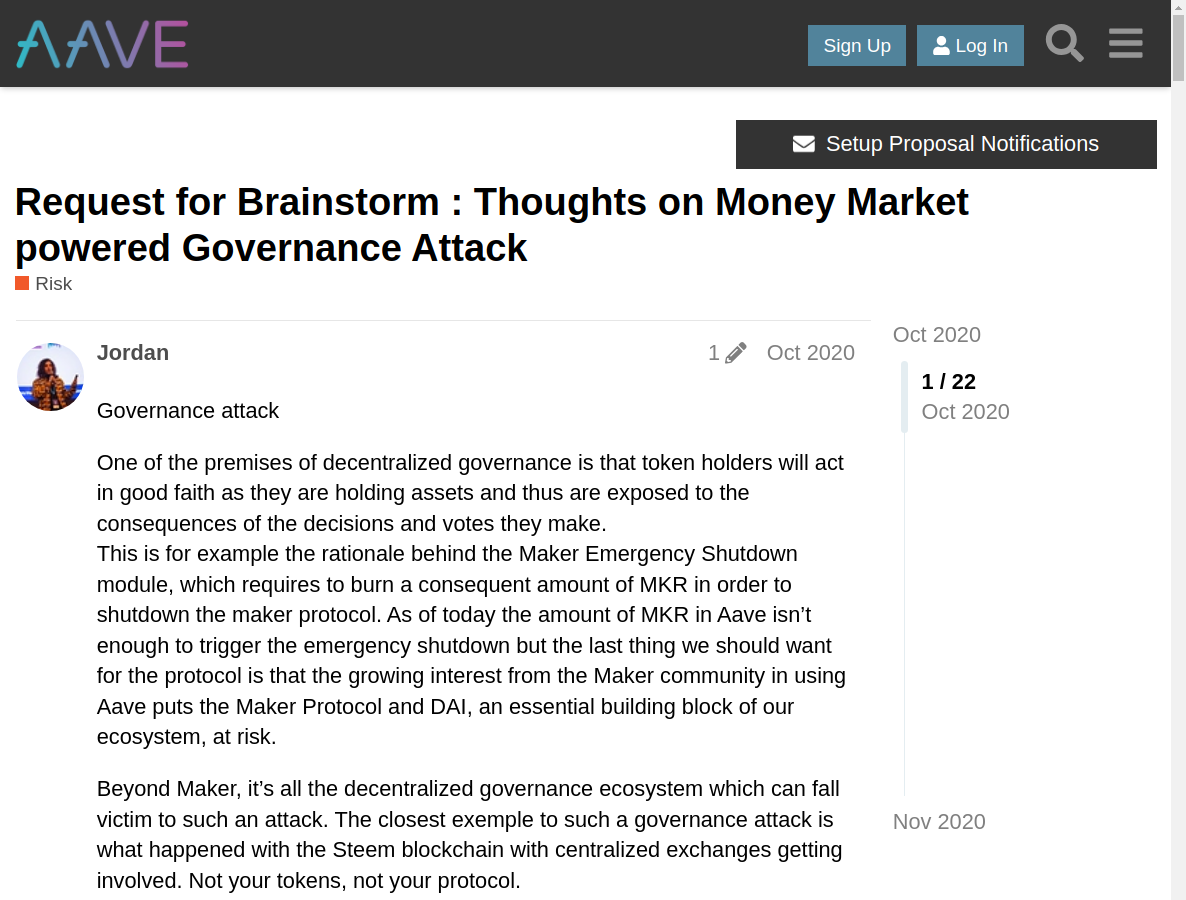 AAVE
Sign Up
Log In
Setup Proposal Notifications
Request for Brainstorm : Thoughts on Money Market
powered Governance Attack
Risk
Jordan
1
Oct 2020
Governance attack
One of the premises of decentralized governance is that token holders will act
in good faith as they are holding assets and thus are exposed to the
consequences of the decisions and votes they make.
This is for example the rationale behind the Maker Emergency Shutdown
module, which requires to burn a consequent amount of MKR in order to
shutdown the maker protocol. As of today the amount of MKR in Aave isn’t
enough to trigger the emergency shutdown but the last thing we should want
for the protocol is that the growing interest from the Maker community in using
Aave puts the Maker Protocol and DAI, an essential building block of our
ecosystem, at risk.
Beyond Maker, it’s all the decentralized governance ecosystem which can fall
victim to such an attack. The closest exemple to such a governance attack is
what happened with the Steem blockchain with centralized exchanges getting
involved. Not your tokens, not your protocol.
Oct 2020
1 / 22
Oct 2020
Nov 2020